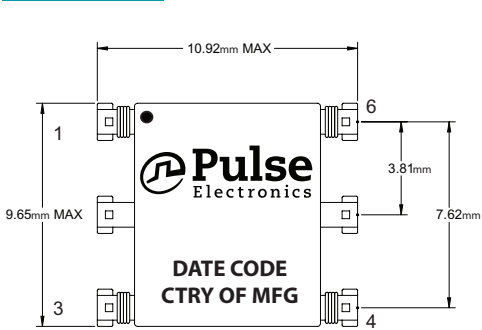 10.92mm MAX
1
6
3.81mm
Pulse
Electronics
9.65mm MAX
7.62mm
DATE CODE
CTRY OF MFG
3
4